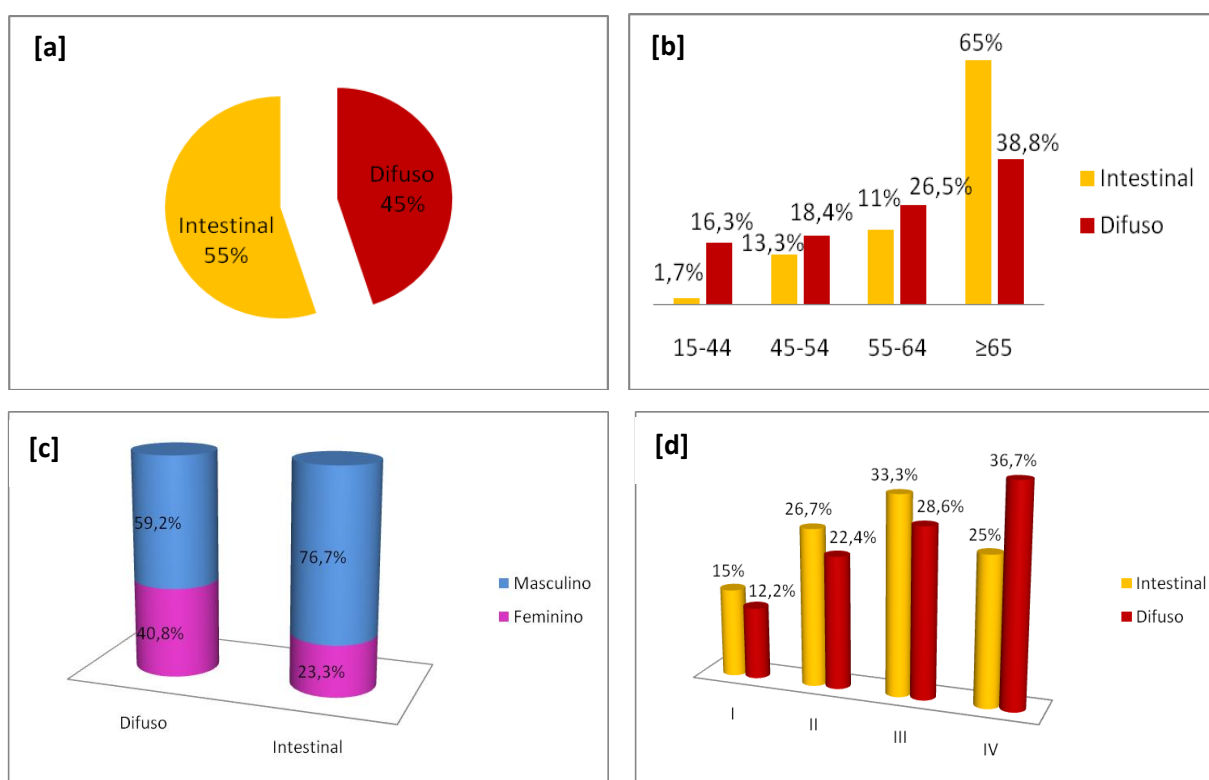 [a]
Difuso
45%
Intestinal
55%
[b]
65%
38,8%
26,5%
11%
18,4%
16,3%
13,3%
1,7%
Intestinal
Difuso
15-44
45-54
55-64
≥65
[c]
59,2%
76,7%
40,8%
23,3%
Masculino
Feminino
Difuso
Intestinal
[d]
36,7%
33,3%
28,6%
26,7%
22,4%
25%
15%
12,2%
Intestinal
Difuso
I
II
III
IV